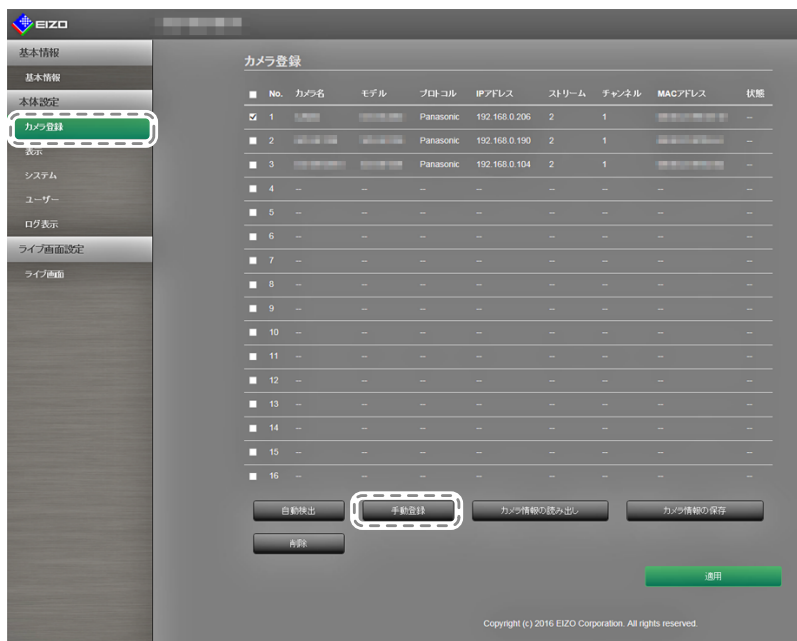 EIZO
基本情報
基本情報
本体設定
カメラ登録
表示
システム
ユーザー
ログ表示
ライブ画面設定
ライブ画面
カメラ登録
No. カメラ名 モデル プロトコル IPアドレス ストリーム チャンネル MACアドレス 状態
1 Panasonic 192.168.0.206 2 1 --
2 Panasonic 192.168.0.190 2 1 --
3 Panasonic 192.168.0.104 2 1 --
4 -- -- -- -- -- -- -- --
5 -- -- -- -- -- -- -- --
6 -- -- -- -- -- -- -- --
7 -- -- -- -- -- -- -- --
8 -- -- -- -- -- -- -- --
9 -- -- -- -- -- -- -- --
10 -- -- -- -- -- -- -- --
11 -- -- -- -- -- -- -- --
12 -- -- -- -- -- -- -- --
13 -- -- -- -- -- -- -- --
14 -- -- -- -- -- -- -- --
15 -- -- -- -- -- -- -- --
16 -- -- -- -- -- -- -- --
自動検出 手動登録 カメラ情報の読み出し カメラ情報の保存
削除
適用
Copyright (c) 2016 EIZO Corporation. All rights reserved.